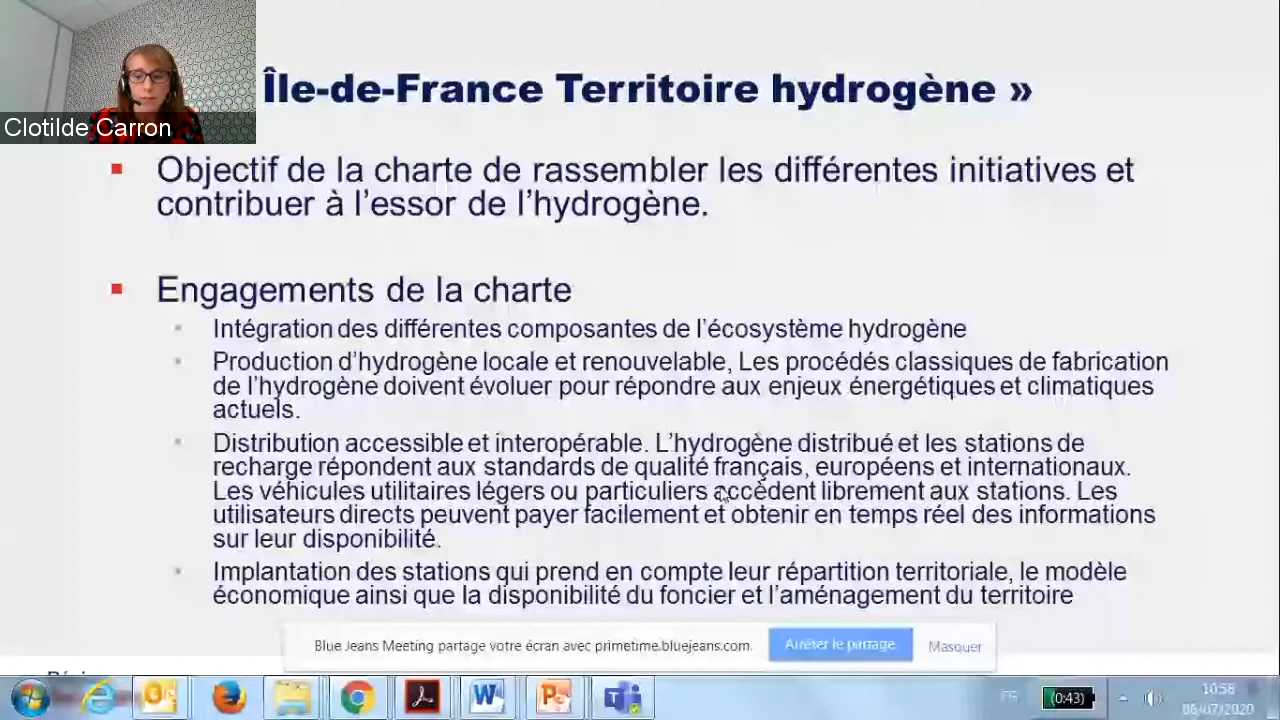 Île-de-France Territoire hydrogène »
Clotilde Carron
Objectif de la charte de rassembler les différentes initiatives et
contribuer à l'essor de l'hydrogène.
Engagements de la charte
Intégration des différentes composantes de l'écosystème hydrogène
Production d'hydrogène locale et renouvelable, Les procédés classiques de fabrication
de l'hydrogène doivent évoluer pour répondre aux enjeux énergétiques et climatiques
actuels.
Distribution accessible et interopérable. L'hydrogène distribué et les stations de
recharge répondent aux standards de qualité français, européens et internationaux.
Les véhicules utilitaires légers ou particuliers accèdent librement aux stations. Les
utilisateurs directs peuvent payer facilement et obtenir en temps réel des informations
sur leur disponibilité.
Implantation des stations qui prend en compte leur répartition territoriale, le modèle
économique ainsi que la disponibilité du foncier et l'aménagement du territoire
Blue Jeans Meeting partage votre écran avec primetime.bluejeans.com.
Arrêter le partage
Masquer
FR
(0:43)
10:56
06/07/2020